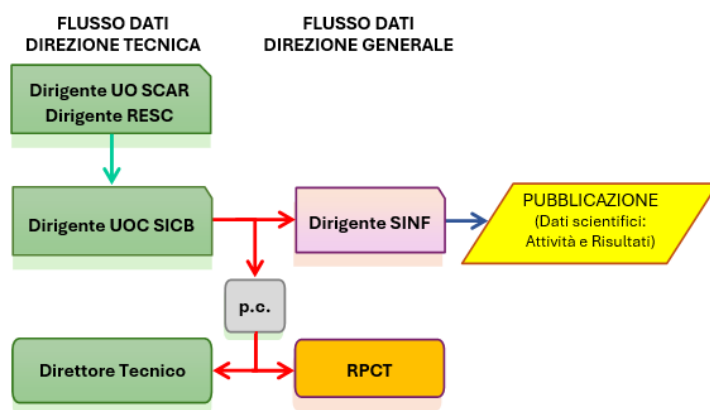 FLUSSO DATI
DIREZIONE TECNICA
FLUSSO DATI
DIREZIONE GENERALE
Dirigente UO SCAR
Dirigente RESC
Dirigente UOC SICB
Dirigente SINF
PUBBLICAZIONE
(Dati scientifici:
Attività e Risultati)
p.c.
Direttore Tecnico
RPCT